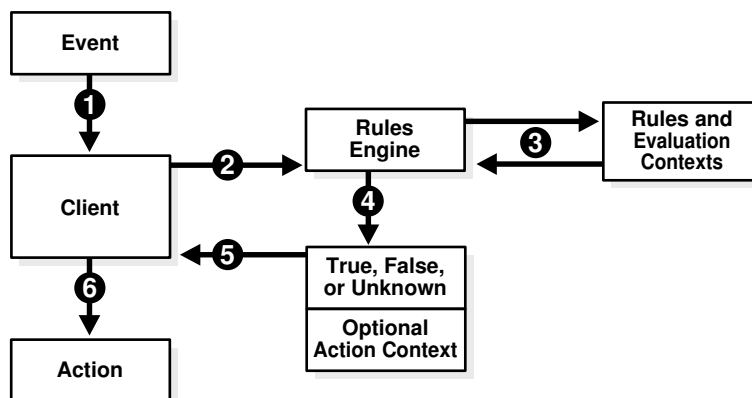 Event
1
Client
2
Rules
Engine
3
Rules and
Evaluation
Contexts
4
5
True, False,
or Unknown
Optional
Action Context
6
Action